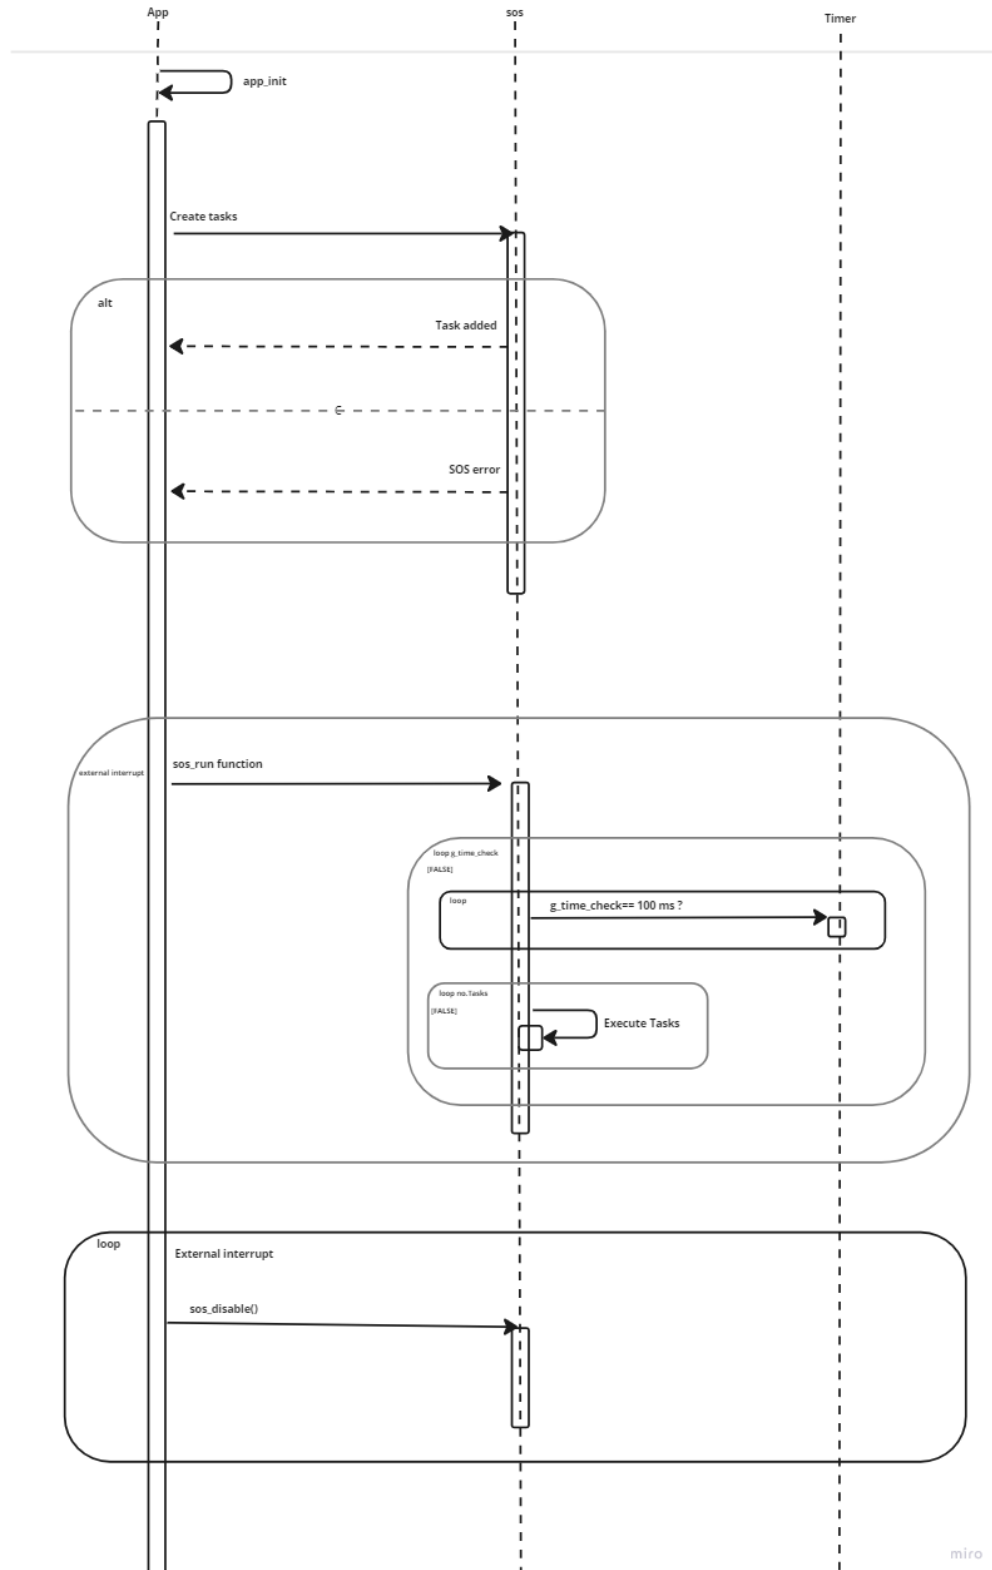 App
sos
Timer
app_init
Create tasks
alt
Task added
SOS error
external interrupt
sos_run function
loop g_time_check
[FALSE]
loop
g_time_check== 100 ms ?
loop no.Tasks
[FALSE]
Execute Tasks
loop
External interrupt
sos_disable()
miro